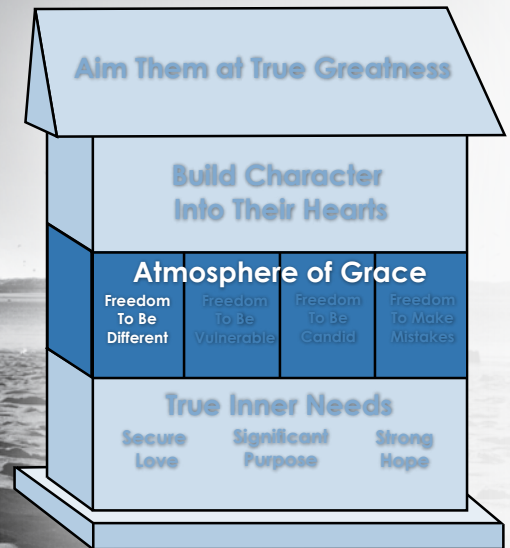 Aim Them at True Greatness
Build Character
Into Their Hearts
Atmosphere of Grace
Freedom
To Be
Different
Freedom
To Be
Vulnerable
Freedom
To Be
Candid
Freedom
To Make
Mistakes
True Inner Needs
Secure
Love
Significant
Purpose
Strong
Hope